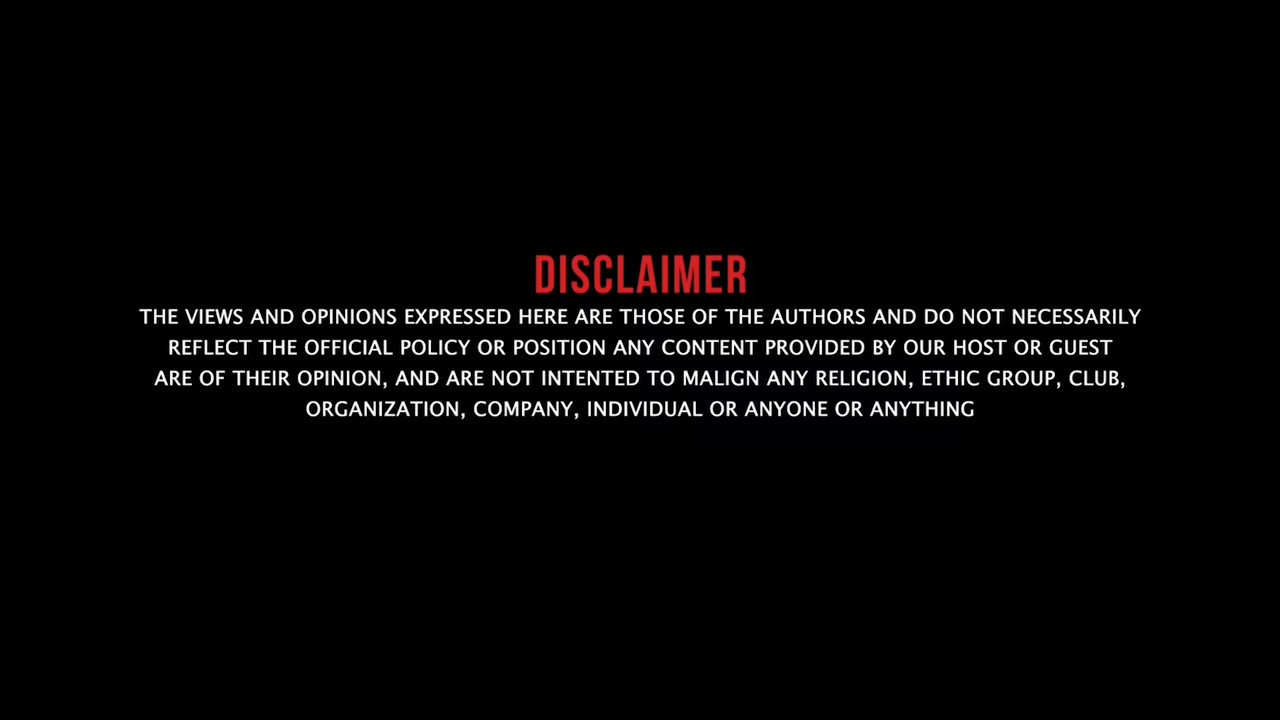 DISCLAIMER
THE VIEWS AND OPINIONS EXPRESSED HERE ARE THOSE OF THE AUTHORS AND DO NOT NECESSARILY
REFLECT THE OFFICIAL POLICY OR POSITION ANY CONTENT PROVIDED BY OUR HOST OR GUEST
ARE OF THEIR OPINION, AND ARE NOT INTENTED TO MALIGN ANY RELIGION, ETHIC GROUP, CLUB,
ORGANIZATION, COMPANY, INDIVIDUAL OR ANYONE OR ANYTHING